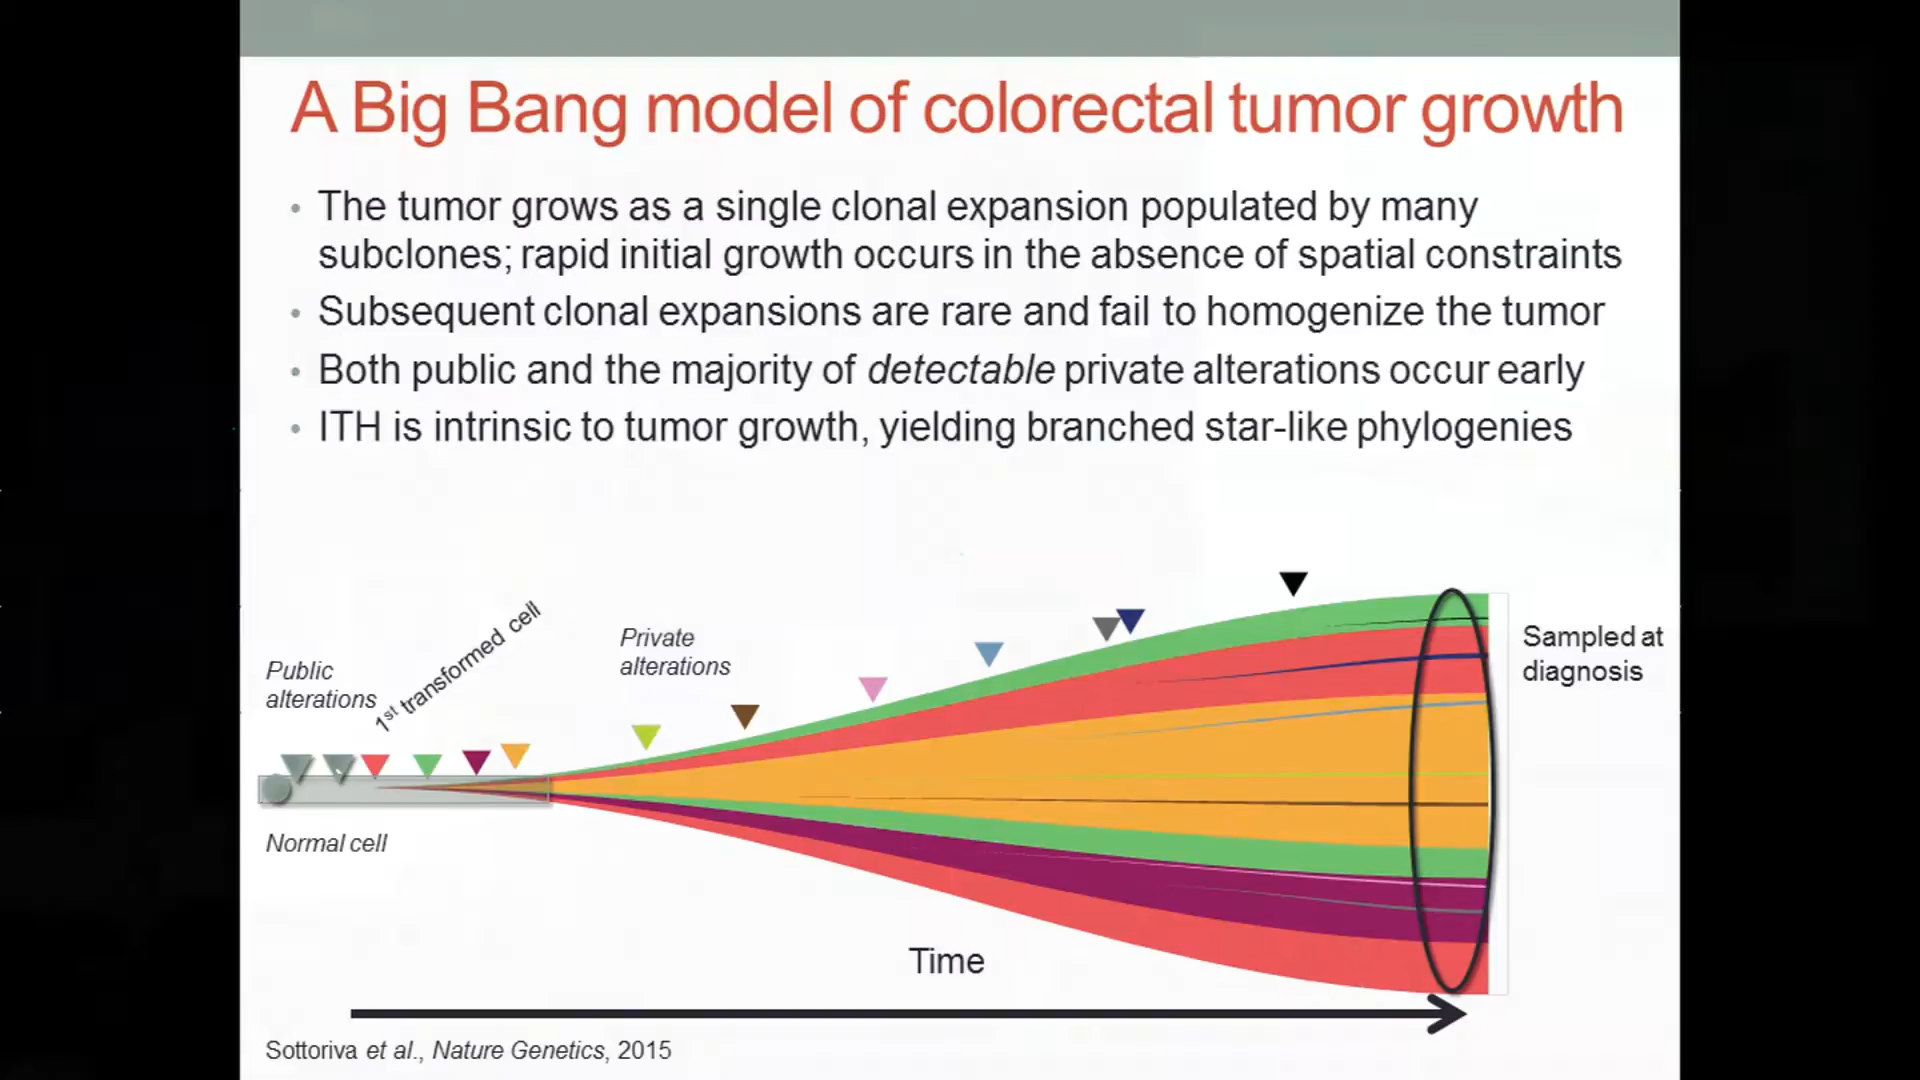 A Big Bang model of colorectal tumor growth
• The tumor grows as a single clonal expansion populated by many
subclones; rapid initial growth occurs in the absence of spatial constraints
• Subsequent clonal expansions are rare and fail to homogenize the tumor
• Both public and the majority of detectable private alterations occur early
• ITH is intrinsic to tumor growth, yielding branched star-like phylogenies
Public
alterations
1st transformed cell
Private
alterations
Sampled at
diagnosis
Normal cell
Time
Sottoriva et al., Nature Genetics, 2015